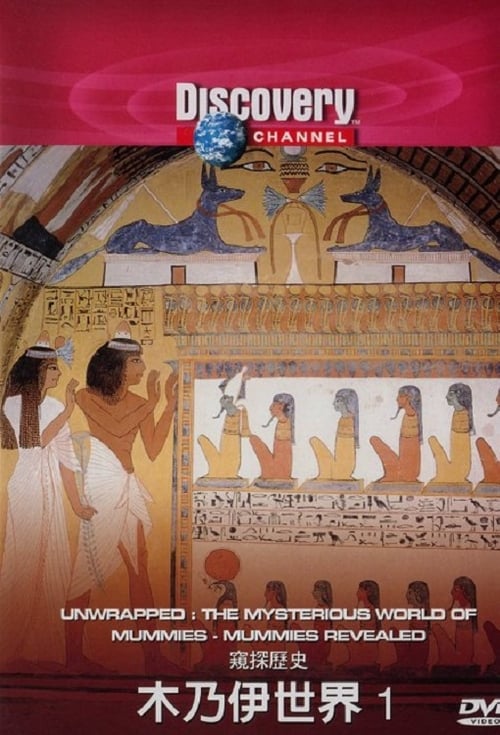 Discovery™
CHANNEL
UNWRAPPED : THE MYSTERIOUS WORLD OF
MUMMIES - MUMMIES REVEALED
窺探歷史
木乃伊世界 1
DVD
VIDEO